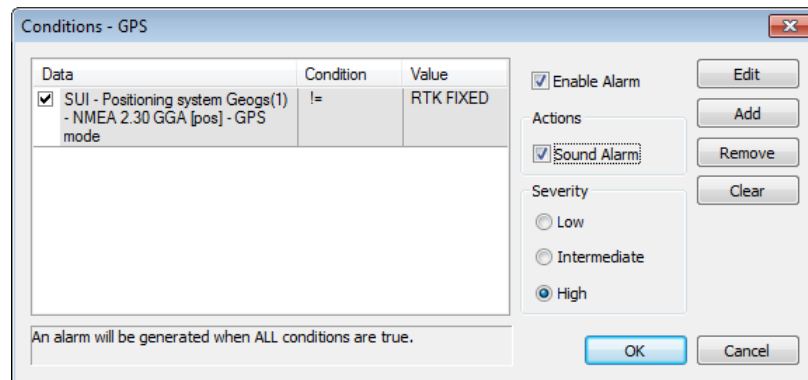 Conditions - GPS
Data Condition Value
SUI - Positioning system Geogs(1) != RTK FIXED
- NMEA 2.30 GGA [pos] - GPS
mode
Enable Alarm
Actions
Sound Alarm
Severity
Low
Intermediate
High
Edit
Add
Remove
Clear
An alarm will be generated when ALL conditions are true.
OK
Cancel